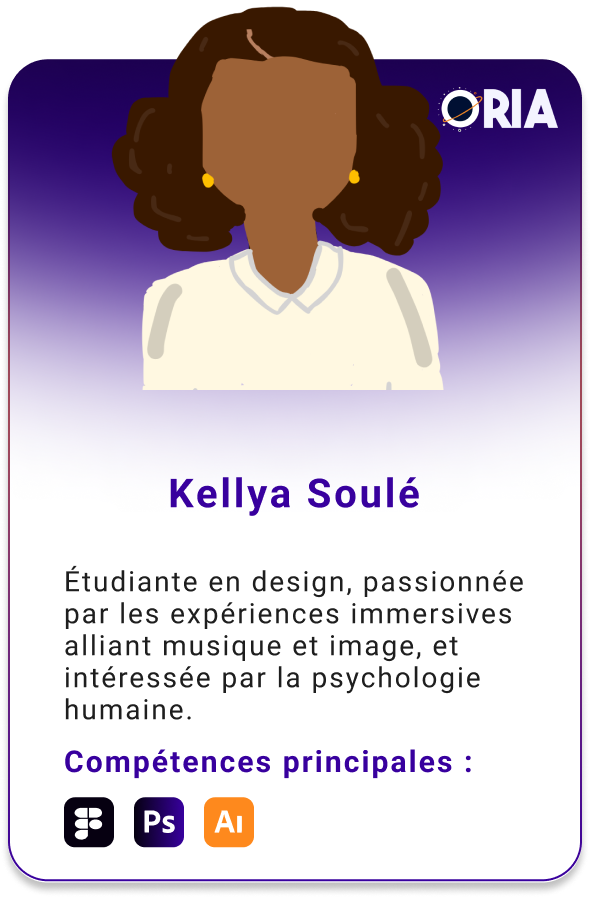 ORIA
Kellya Soulé
Étudiante en design, passionnée
par les expériences immersives
alliant musique et image, et
intéressée par la psychologie
humaine.
Compétences principales :
Ps Ai